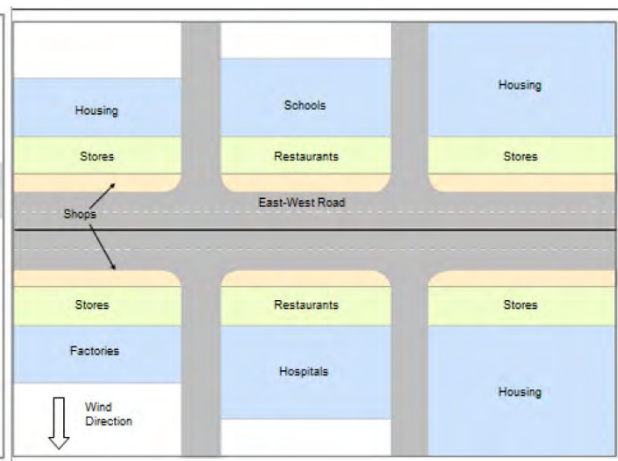 Housing
Schools
Housing
Stores
Restaurants
Stores
East-West Road
Shops
Stores
Restaurants
Stores
Factories
Hospitals
Housing
Wind
Direction